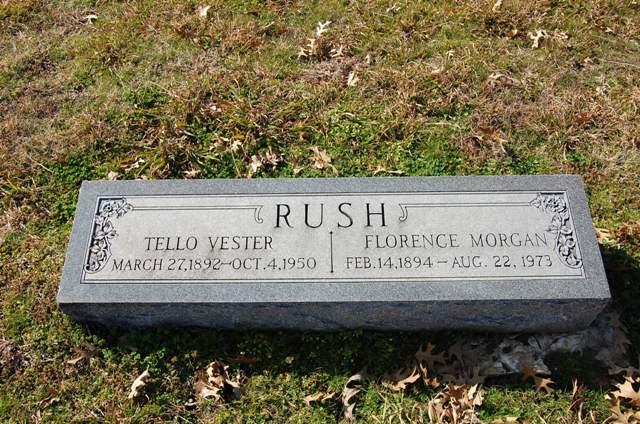 RUSH
TELLO VESTER
MARCH 27, 1892 - OCT. 4, 1950
FLORENCE MORGAN
FEB. 14, 1894 - AUG. 22, 1973